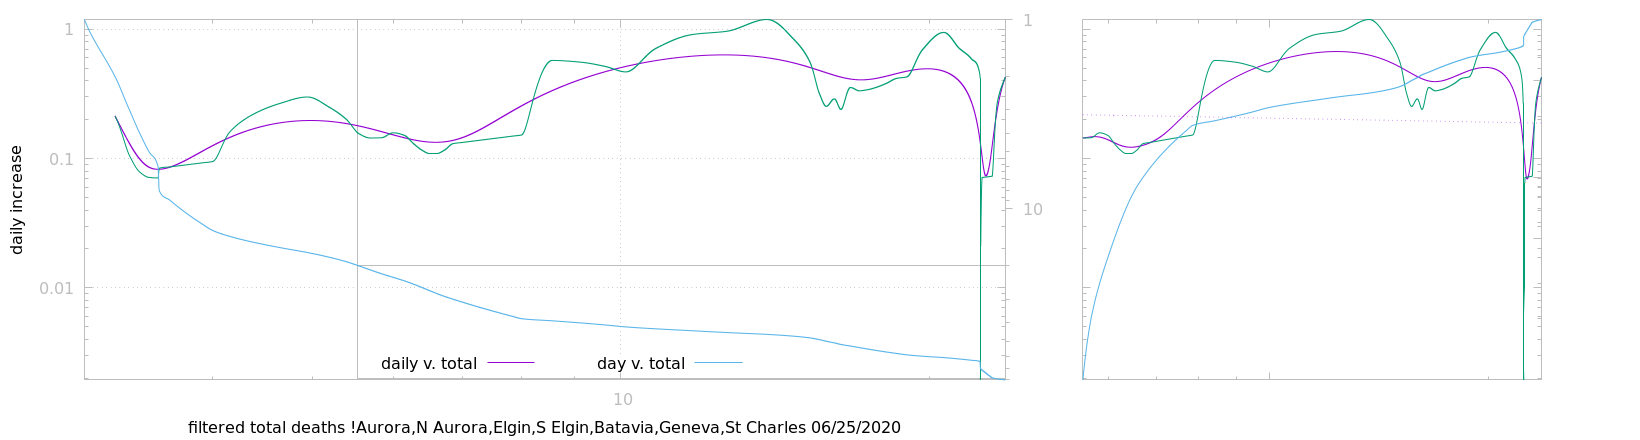 1
0.1
0.01
daily increase
1
10
daily v. total
day v. total
10
filtered total deaths !Aurora,N Aurora,Elgin,S Elgin,Batavia,Geneva,St Charles 06/25/2020